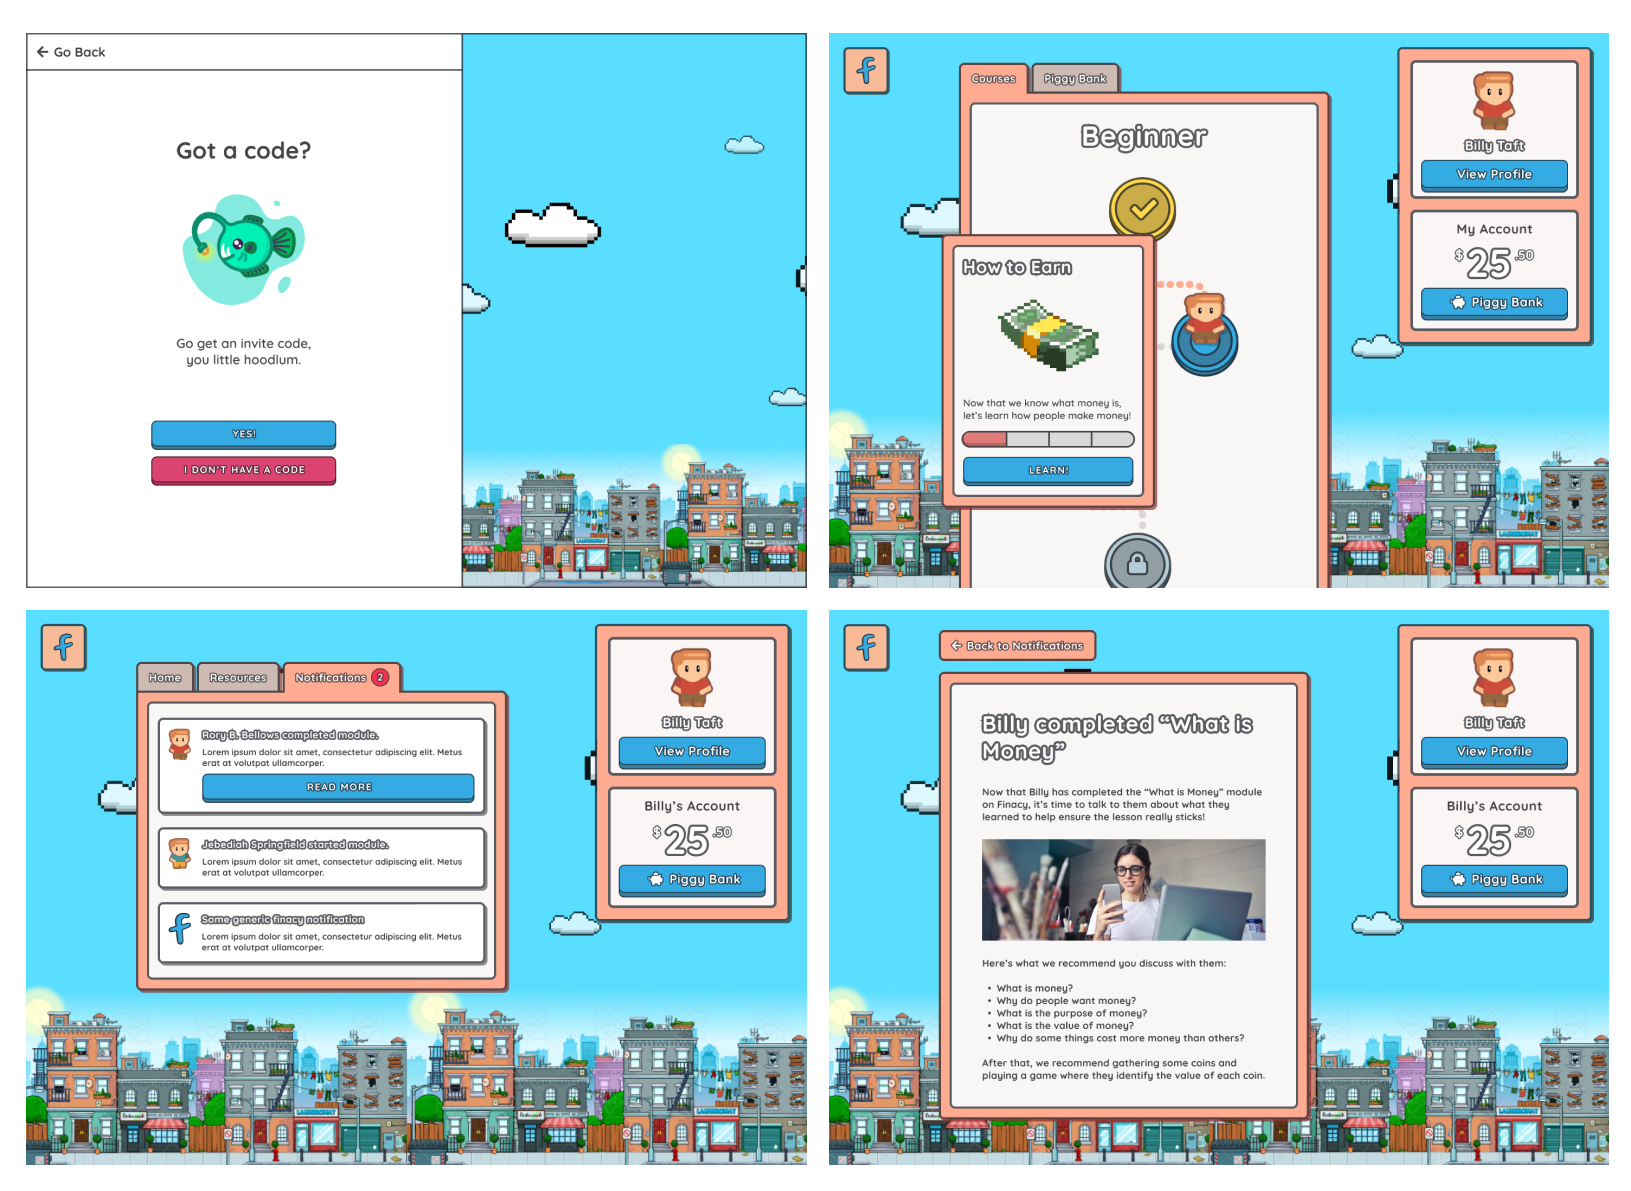 ← Go Back
Got a code?
Go get an invite code,
you little hoodlum.
YES!
I DON'T HAVE A CODE
f
Courses
Piggy Bank
Beginner
How to Earn
Now that we know what money is,
let's learn how people make money!
LEARN!
Billy Taft
View Profile
My Account
$25.50
Piggy Bank
f
Home
Resources
Notifications 2
Rory B. Bellows completed module.
Lorem ipsum dolor sit amet, consectetur adipiscing elit. Metus
erat at volutpat ullamcorper.
READ MORE
Jebediah Springfield started module.
Lorem ipsum dolor sit amet, consectetur adipiscing elit. Metus
erat at volutpat ullamcorper.
f
Some generic finacy notification
Lorem ipsum dolor sit amet, consectetur adipiscing elit. Metus
erat at volutpat ullamcorper.
Billy Taft
View Profile
Billy's Account
$25.50
Piggy Bank
f
← Back to Notifications
Billy completed “What is
Money”
Now that Billy has completed the “What is Money” module
on Finacy, it's time to talk to them about what they
learned to help ensure the lesson really sticks!
Here's what we recommend you discuss with them:
• What is money?
• Why do people want money?
• What is the purpose of money?
• What is the value of money?
• Why do some things cost more money than others?
After that, we recommend gathering some coins and
playing a game where they identify the value of each coin.
Billy Taft
View Profile
Billy's Account
$25.50
Piggy Bank
LAUNDROMAT